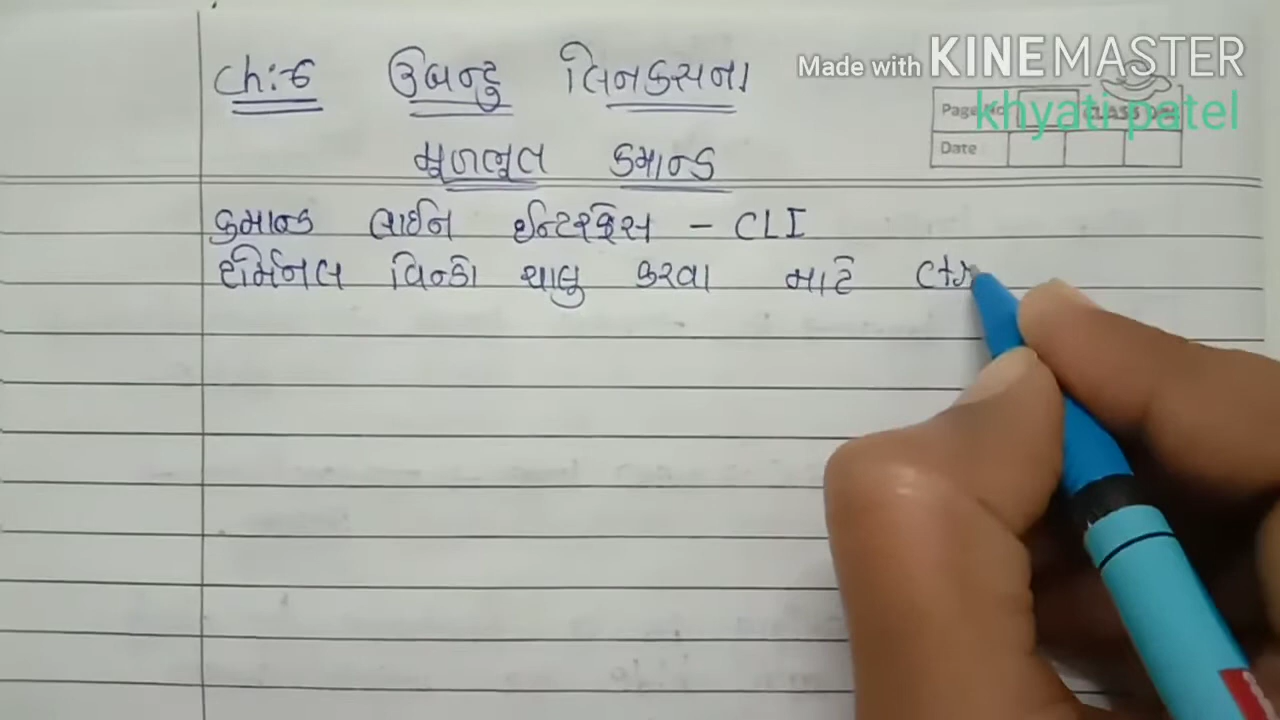 Made with KINEMASTER
khyati patel
Page No
Date
Ch:-6 ઉબન્ટુ લિનક્સના
મૂળભૂત કમાન્ડ
કમાન્ડ લાઈન ઈન્ટરફેસ - CLI
ટર્મિનલ વિન્ડો ચાલુ કરવા માટે Ctr